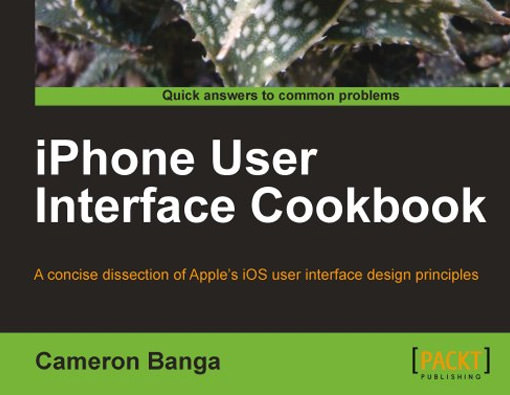 Quick answers to common problems
iPhone User
Interface Cookbook
A concise dissection of Apple's iOS user interface design principles
Cameron Banga
[PACKT]
PUBLISHING